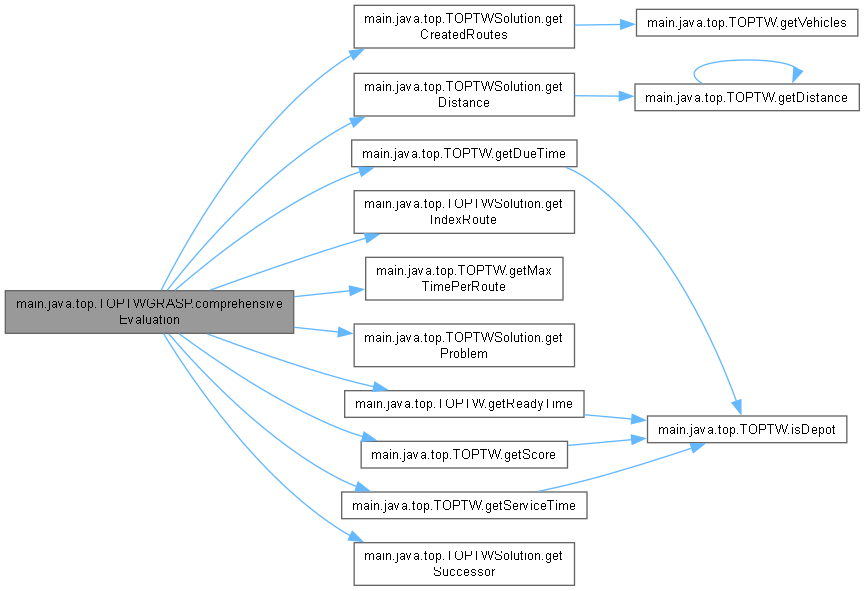 main.java.top.TOPTWSolution.get
CreatedRoutes
main.java.top.TOPTW.getVehicles
main.java.top.TOPTWSolution.get
Distance
main.java.top.TOPTW.getDistance
main.java.top.TOPTW.getDueTime
main.java.top.TOPTWSolution.get
IndexRoute
main.java.top.TOPTW.getMax
TimePerRoute
main.java.top.TOPTWGRASP.comprehensive
Evaluation
main.java.top.TOPTWSolution.get
Problem
main.java.top.TOPTW.getReadyTime
main.java.top.TOPTW.isDepot
main.java.top.TOPTW.getScore
main.java.top.TOPTW.getServiceTime
main.java.top.TOPTWSolution.get
Successor